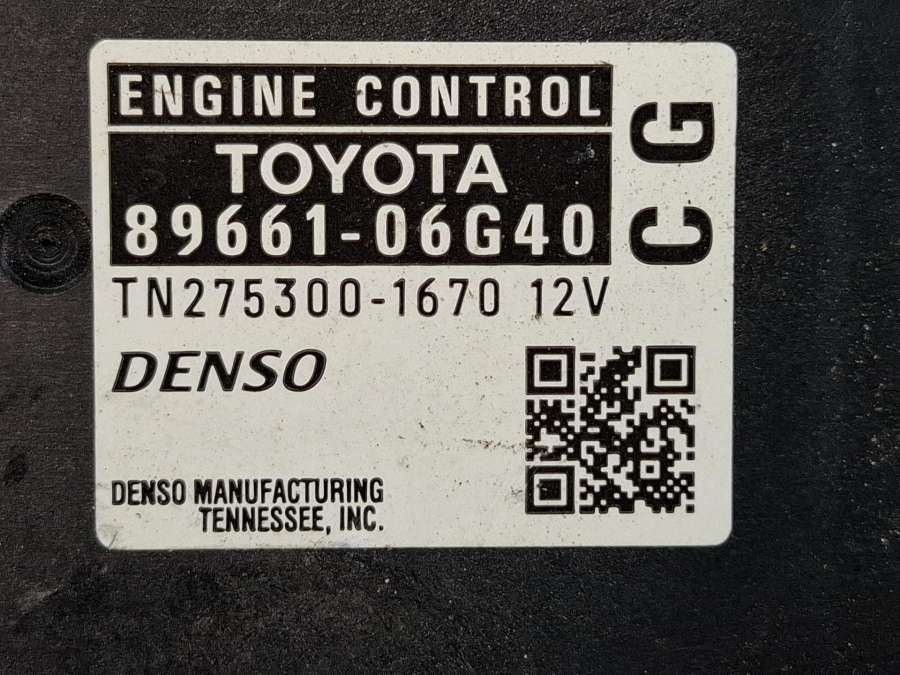 ENGINE CONTROL
TOYOTA
89661-06G40
CG
TN275300-1670 12V
DENSO
DENSO MANUFACTURING
TENNESSEE, INC.